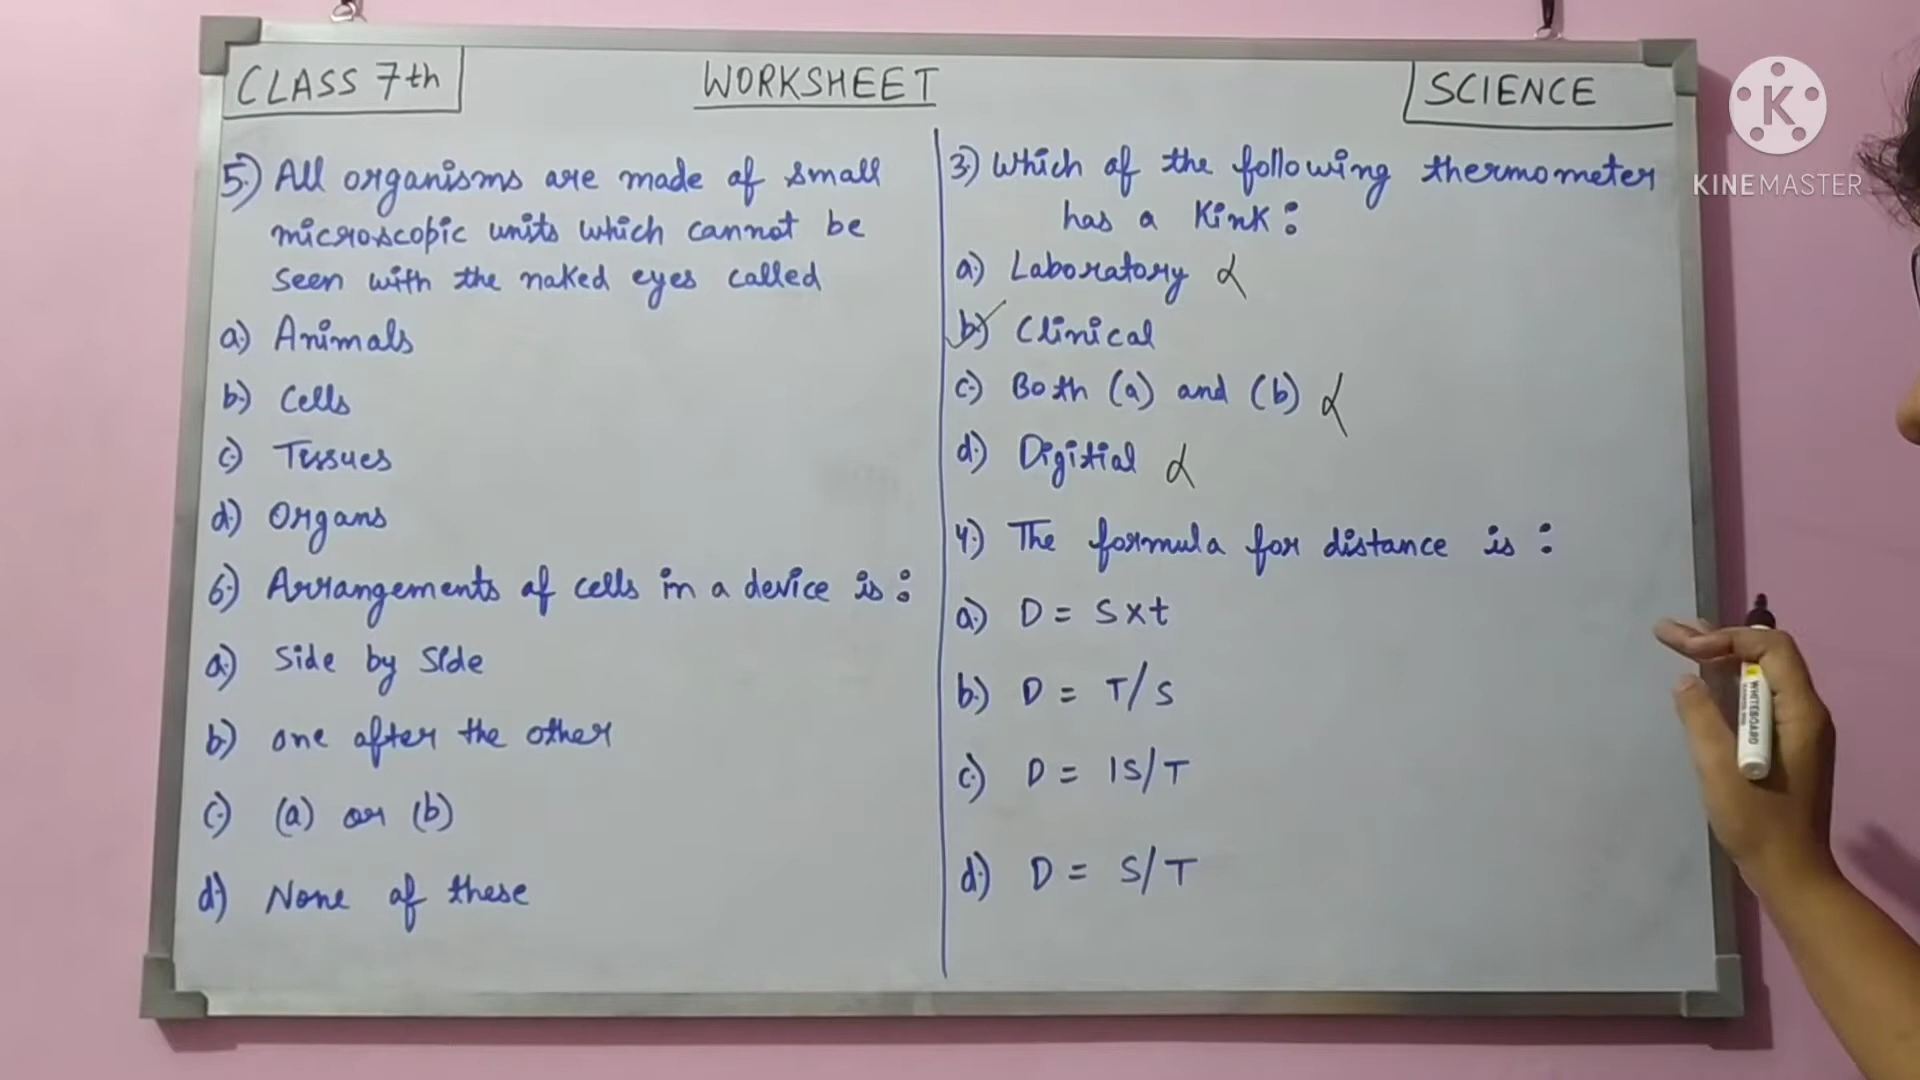 CLASS 7th
WORKSHEET
SCIENCE
5.) All organisms are made of small
microscopic units which cannot be
seen with the naked eyes called
a.) Animals
b.) Cells
c.) Tissues
d.) Organs
6.) Arrangements of cells in a device is:
a.) Side by Side
b.) one after the other
c.) (a) or (b)
d.) None of these
3.) Which of the following thermometer
has a Kink:
a.) Laboratory
b.) Clinical
c.) Both (a) and (b)
d.) Digitial
4.) The formula for distance is:
a.) D = S x t
b.) D = T/S
c.) D = 1S/T
d.) D = S/T
K
KINEMASTER
WHITEBOARD